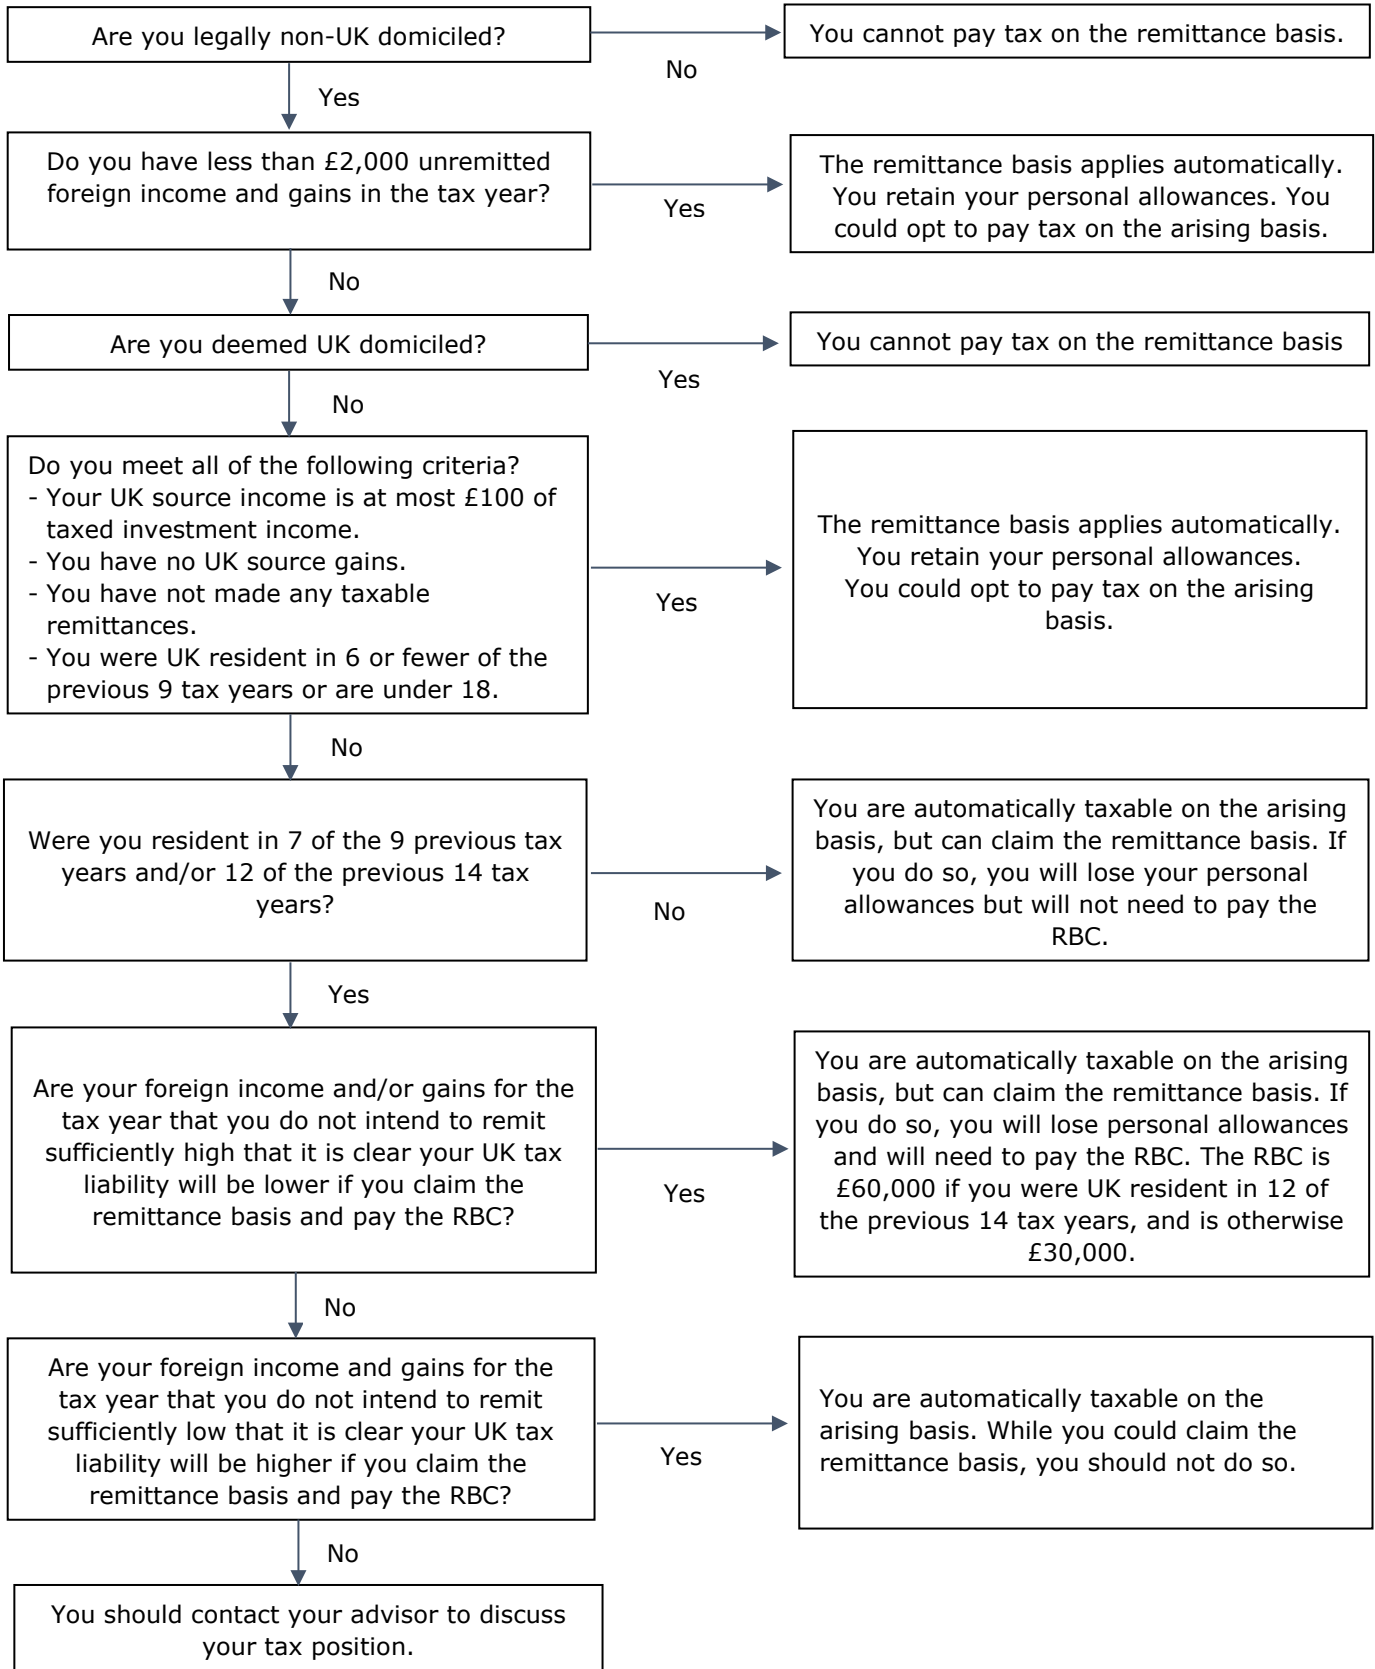 Are you legally non-UK domiciled?
No
You cannot pay tax on the remittance basis.
Yes
Do you have less than £2,000 unremitted
foreign income and gains in the tax year?
Yes
The remittance basis applies automatically.
You retain your personal allowances. You
could opt to pay tax on the arising basis.
No
Are you deemed UK domiciled?
Yes
You cannot pay tax on the remittance basis
No
Do you meet all of the following criteria?
- Your UK source income is at most £100 of
taxed investment income.
- You have no UK source gains.
- You have not made any taxable
remittances.
- You were UK resident in 6 or fewer of the
previous 9 tax years or are under 18.
Yes
The remittance basis applies automatically.
You retain your personal allowances.
You could opt to pay tax on the arising
basis.
No
Were you resident in 7 of the 9 previous tax
years and/or 12 of the previous 14 tax
years?
No
You are automatically taxable on the arising
basis, but can claim the remittance basis. If
you do so, you will lose your personal
allowances but will not need to pay the
RBC.
Yes
Are your foreign income and/or gains for the
tax year that you do not intend to remit
sufficiently high that it is clear your UK tax
liability will be lower if you claim the
remittance basis and pay the RBC?
Yes
You are automatically taxable on the arising
basis, but can claim the remittance basis. If
you do so, you will lose personal allowances
and will need to pay the RBC. The RBC is
£60,000 if you were UK resident in 12 of
the previous 14 tax years, and is otherwise
£30,000.
No
Are your foreign income and gains for the
tax year that you do not intend to remit
sufficiently low that it is clear your UK tax
liability will be higher if you claim the
remittance basis and pay the RBC?
Yes
You are automatically taxable on the
arising basis. While you could claim the
remittance basis, you should not do so.
No
You should contact your advisor to discuss
your tax position.